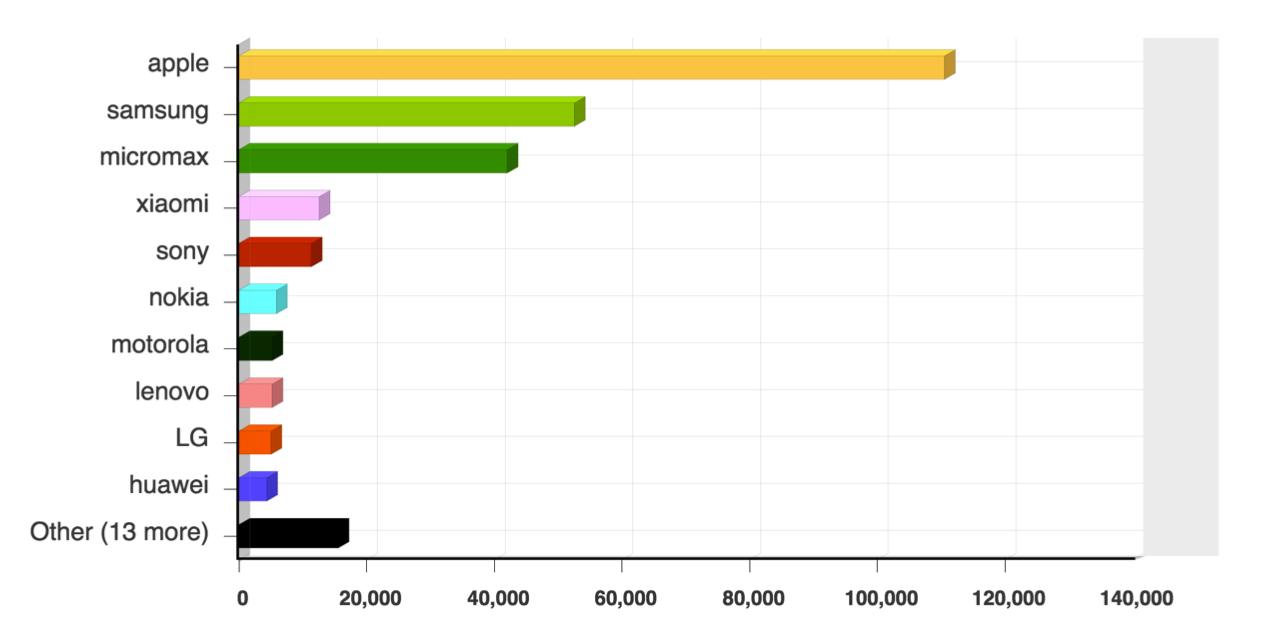 apple
samsung
micromax
xiaomi
sony
nokia
motorola
lenovo
LG
huawei
Other (13 more)
0 20,000 40,000 60,000 80,000 100,000 120,000 140,000